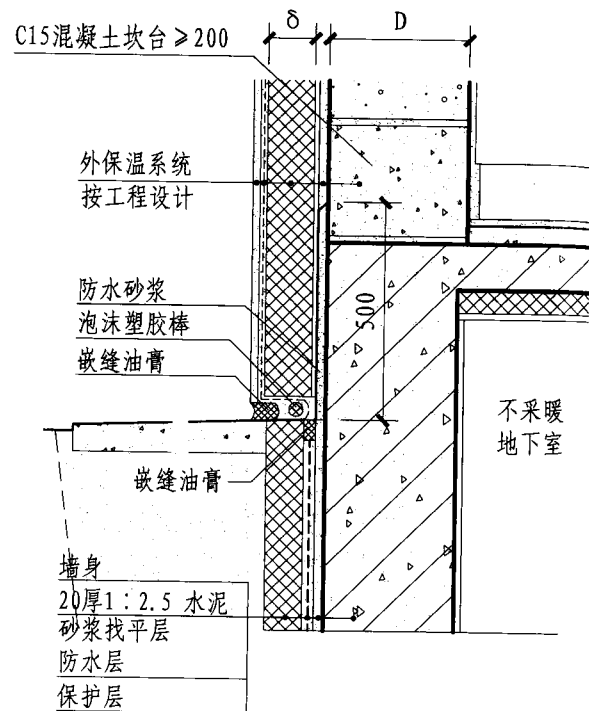 δ
D
C15混凝土坎台≥200
外保温系统
按工程设计
防水砂浆
泡沫塑胶棒
嵌缝油膏
500
不采暖
地下室
嵌缝油膏
墙身
20厚1：2.5 水泥
砂浆找平层
防水层
保护层